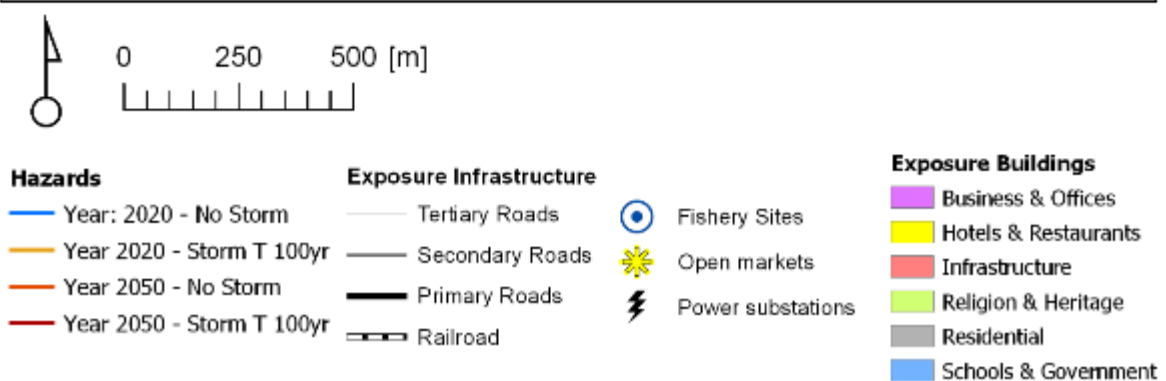 0 250 500 [m]
Hazards
Year: 2020 - No Storm
Year 2020 - Storm T 100yr
Year 2050 - No Storm
Year 2050 - Storm T 100yr
Exposure Infrastructure
Tertiary Roads
Secondary Roads
Primary Roads
Railroad
Fishery Sites
Open markets
Power substations
Exposure Buildings
Business & Offices
Hotels & Restaurants
Infrastructure
Religion & Heritage
Residential
Schools & Government